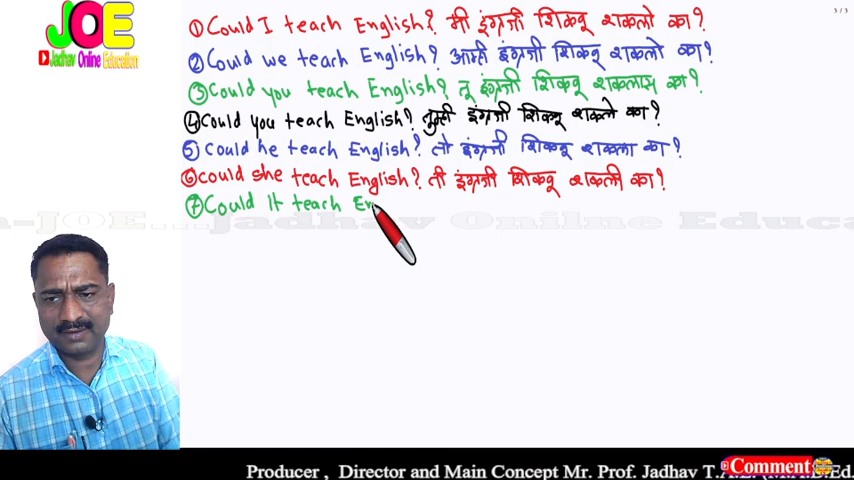 JOE
Jadhav Online Education
3/3
①Could I teach English? मी इंग्रजी शिकवू शकलो का?
②Could we teach English? आम्ही इंग्रजी शिकवू शकलो का?
③Could you teach English? तू इंग्रजी शिकवू शकलास का?
④Could you teach English? तुम्ही इंग्रजी शिकवू शकले का?
⑤Could he teach English? तो इंग्रजी शिकवू शकला का?
⑥Could she teach English? ती इंग्रजी शिकवू शकली का?
⑦Could It teach En
Producer , Director and Main Concept Mr. Prof. Jadhav T.A.
Comment